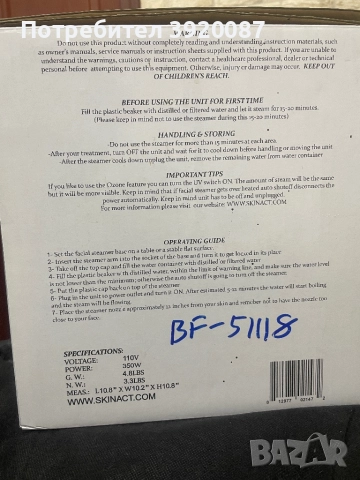 Потребител 3920087
WARNING
Do not use this product without completely reading and understanding instruction materials, such
as owner's manuals, service manuals or instruction sheets supplied with this product. If you are unable to
understand the warnings, cautions or instruction, contact a healthcare professional, dealer or technical
personal before attempting to use this equipment. Otherwise, injury or damage may occur. KEEP OUT
OF CHILDREN'S REACH.
BEFORE USING THE UNIT FOR FIRST TIME
Fill the plastic beaker with distilled or filtered water and let it steam for 15-20 minutes.
(Please keep in mind not to use the steamer during this 15-20 minutes)
HANDLING & STORING
-Do not use the steamer for more than 15 minutes at each area.
-After your treatment, turn OFF the unit and wait for it to cool down before handling or moving the unit
-After the steamer cools down unplug the unit, remove the remaining water from water container
IMPORTANT TIPS
If you like to use the Ozone feature you can turn the UV switch ON. The amount of steam will be the same
but it will be more visible. Keep in mind that if facial steamer gets over heated auto shutoff disconnects the
power automatically. Keep in mind unit has to be off and unplugged
For more information please visit our website: WWW.SKINACT.COM
OPERATING GUIDE
1- Set the facial steamer base on a table or a stable flat surface.
2- Insert the steamer arm into the socket of the base and turn it to get locked in its place
3- Take off the top cap and fill the water container with distilled or filtered water
4- Fill the plastic beaker with distilled water, within the limit of warning line, and make sure the water level
is not lower than the minimum; otherwise the auto shutoff is going to turn off the steamer.
5- Put the plastic cap back on top of the steamer
6- Plug in the unit to power outlet and turn it ON. After estimated 5-10 minutes the water will start boiling
and the steam will be flowing.
7- Placer the steamer nozzle approximately 12 inches from your skin and remember not to have the nozzle too
close to your face.
BF-51118
SPECIFICATIONS:
VOLTAGE: 110V
POWER: 350W
G. W.: 4.8LBS
N. W.: 3.3LBS
MEAS.: L10.8" X W10.2" X H10.8"
WWW.SKINACT.COM
bazar